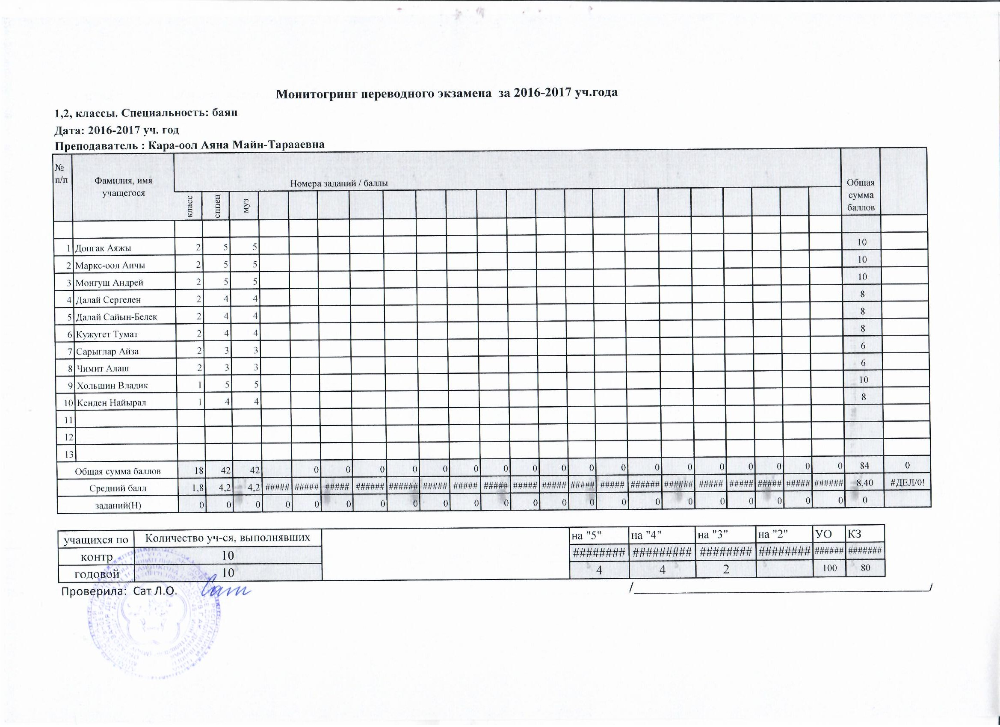 Монитогринг переводного экзамена за 2016-2017 уч.года
1,2, классы. Специальность: баян
Дата: 2016-2017 уч. год
Преподаватель : Кара-оол Аяна Майн-Тарааевна
№ п/п Фамилия, имя учащегося Номера заданий / баллы Общая сумма баллов
класс сппец муз
1 Донгак Аяжы 2 5 5 10
2 Маркс-оол Анчы 2 5 5 10
3 Монгуш Андрей 2 5 5 10
4 Далай Сергелен 2 4 4 8
5 Далай Сайын-Белек 2 4 4 8
6 Кужугет Тумат 2 4 4 8
7 Сарыглар Айза 2 3 3 6
8 Чимит Алаш 2 3 3 6
9 Хольшин Владик 1 5 5 10
10 Кенден Найырал 1 4 4 8
11
12
13
Общая сумма баллов 18 42 42 0 0 0 0 0 0 0 0 0 0 0 0 0 0 0 0 0 0 84 0
Средний балл 1,8 4,2 4,2 ##### ##### ##### ###### ###### ##### ##### ##### ##### ##### ##### ##### ###### ###### ##### ##### ##### ##### ###### 8,40 #ДЕЛ/0!
заданий(Н) 0 0 0 0 0 0 0 0 0 0 0 0 0 0 0 0 0 0 0 0 0 0 0
учащихся по Количество уч-ся, выполнявших на "5" на "4" на "3" на "2" УО КЗ
контр 10 ######## ######### ######## ######## ###### #######
годовой 10 4 4 2 100 80
Проверила: Сат Л.О. Сат / /